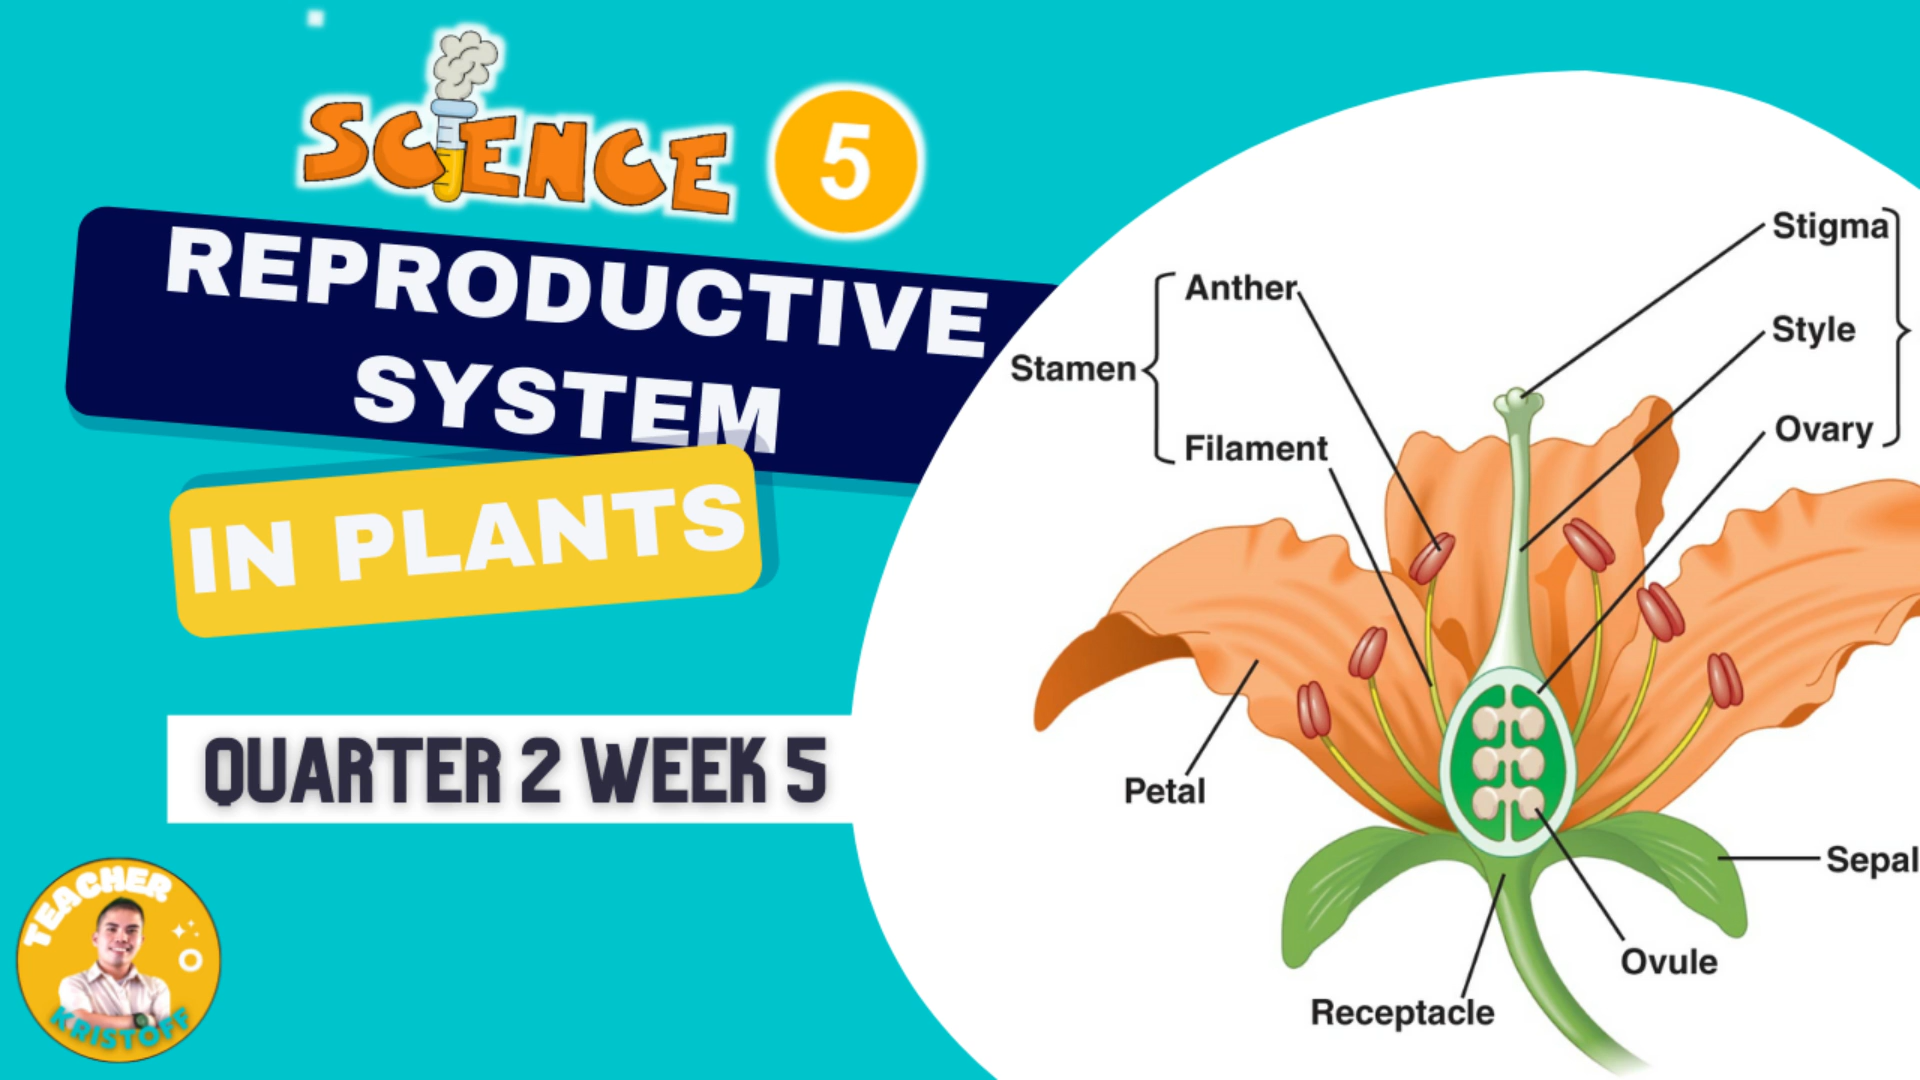 SCIENCE 5
REPRODUCTIVE
SYSTEM
IN PLANTS
QUARTER 2 WEEK 5
TEACHER
KRISTOFF
Stigma
Anther
Style
Stamen
Ovary
Filament
Petal
Sepal
Ovule
Receptacle